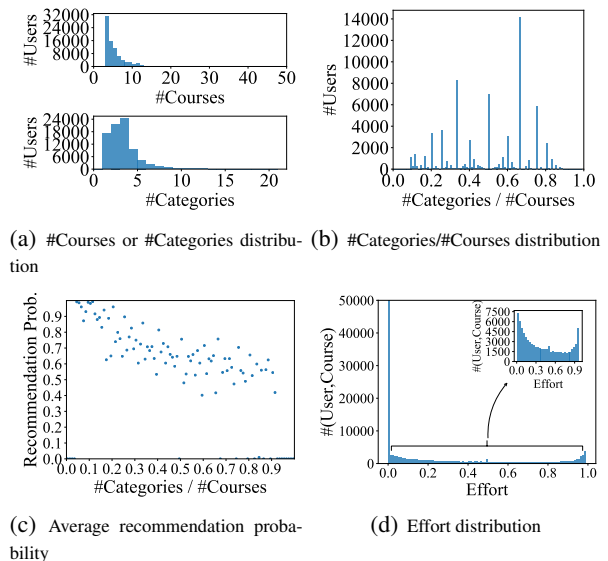 32000
24000
16000
8000
0
#Users
0 10 20 30 40 50
#Courses
24000
18000
12000
6000
0
#Users
0 5 10 15 20
#Categories
14000
12000
10000
8000
6000
4000
2000
0
#Users
0.0 0.2 0.4 0.6 0.8 1.0
#Categories / #Courses
(a) #Courses or #Categories distribu-
tion
(b) #Categories/#Courses distribution
0.9
0.8
0.7
0.6
0.5
0.4
0.3
0.2
0.1
0.0
Recommendation Prob.
0.0 0.1 0.2 0.3 0.4 0.5 0.6 0.7 0.8 0.9
#Categories / #Courses
50000
40000
30000
20000
10000
0
#(User,Course)
0.0 0.2 0.4 0.6 0.8 1.0
Effort
7500
6000
4500
3000
1500
0
#(User,Course)
0.0 0.3 0.6 0.9
Effort
(c) Average recommendation proba-
bility
(d) Effort distribution